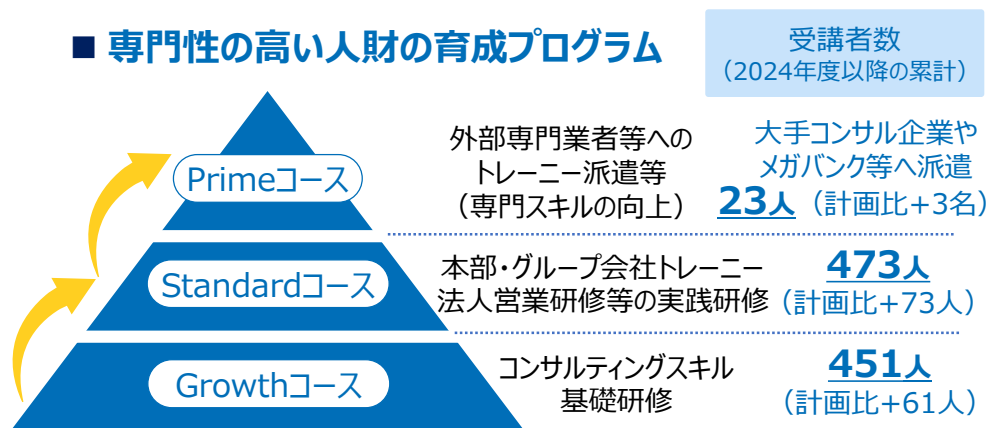 ■ 専門性の高い人財の育成プログラム
受講者数
（2024年度以降の累計）
Primeコース
外部専門業者等への
トレーニー派遣等
（専門スキルの向上）
大手コンサル企業や
メガバンク等へ派遣
23人（計画比+3名）
Standardコース
本部・グループ会社トレーニー
法人営業研修等の実践研修
473人
（計画比+73人）
Growthコース
コンサルティングスキル
基礎研修
451人
（計画比+61人）